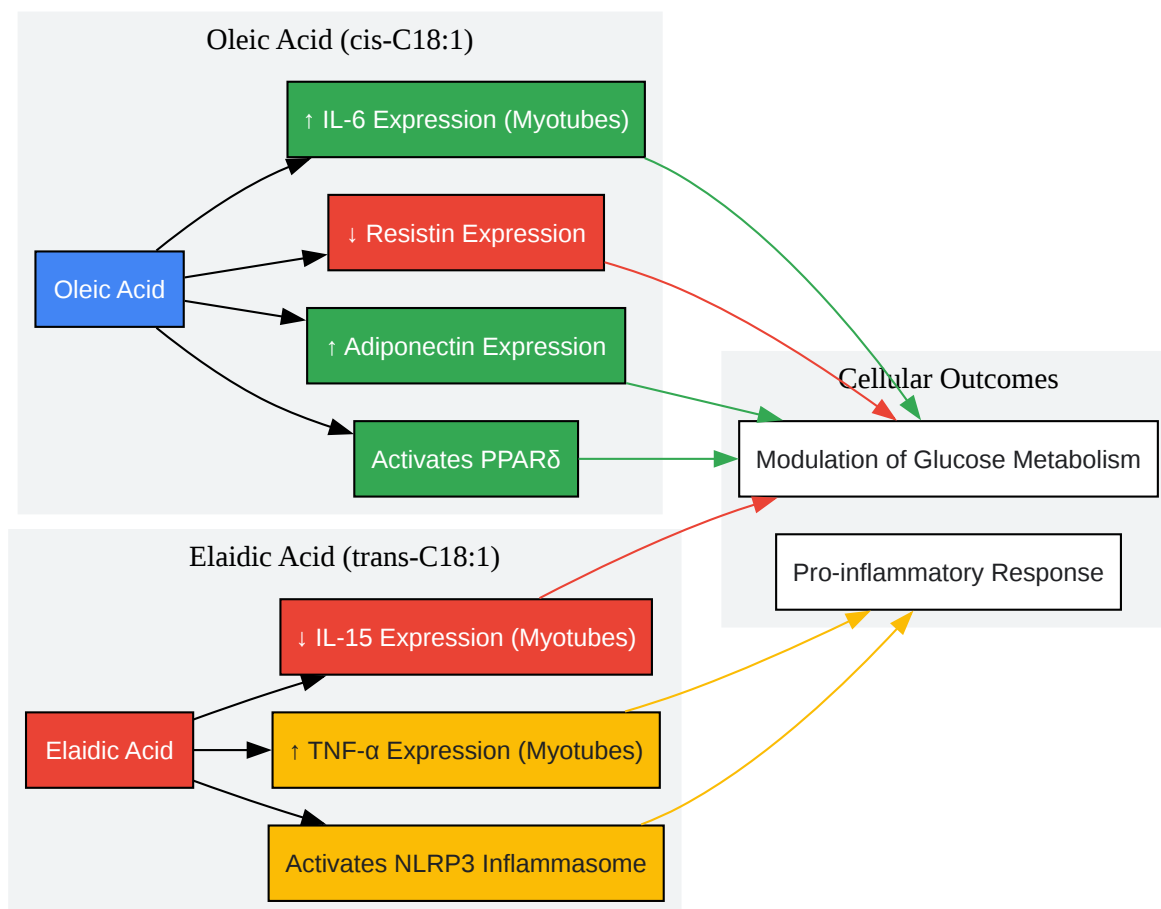 Oleic Acid (cis-C18:1)
↑ IL-6 Expression (Myotubes)
↓ Resistin Expression
Oleic Acid
↑ Adiponectin Expression
Activates PPARδ
Cellular Outcomes
Modulation of Glucose Metabolism
Pro-inflammatory Response
Elaidic Acid (trans-C18:1)
↓ IL-15 Expression (Myotubes)
Elaidic Acid
↑ TNF-α Expression (Myotubes)
Activates NLRP3 Inflammasome